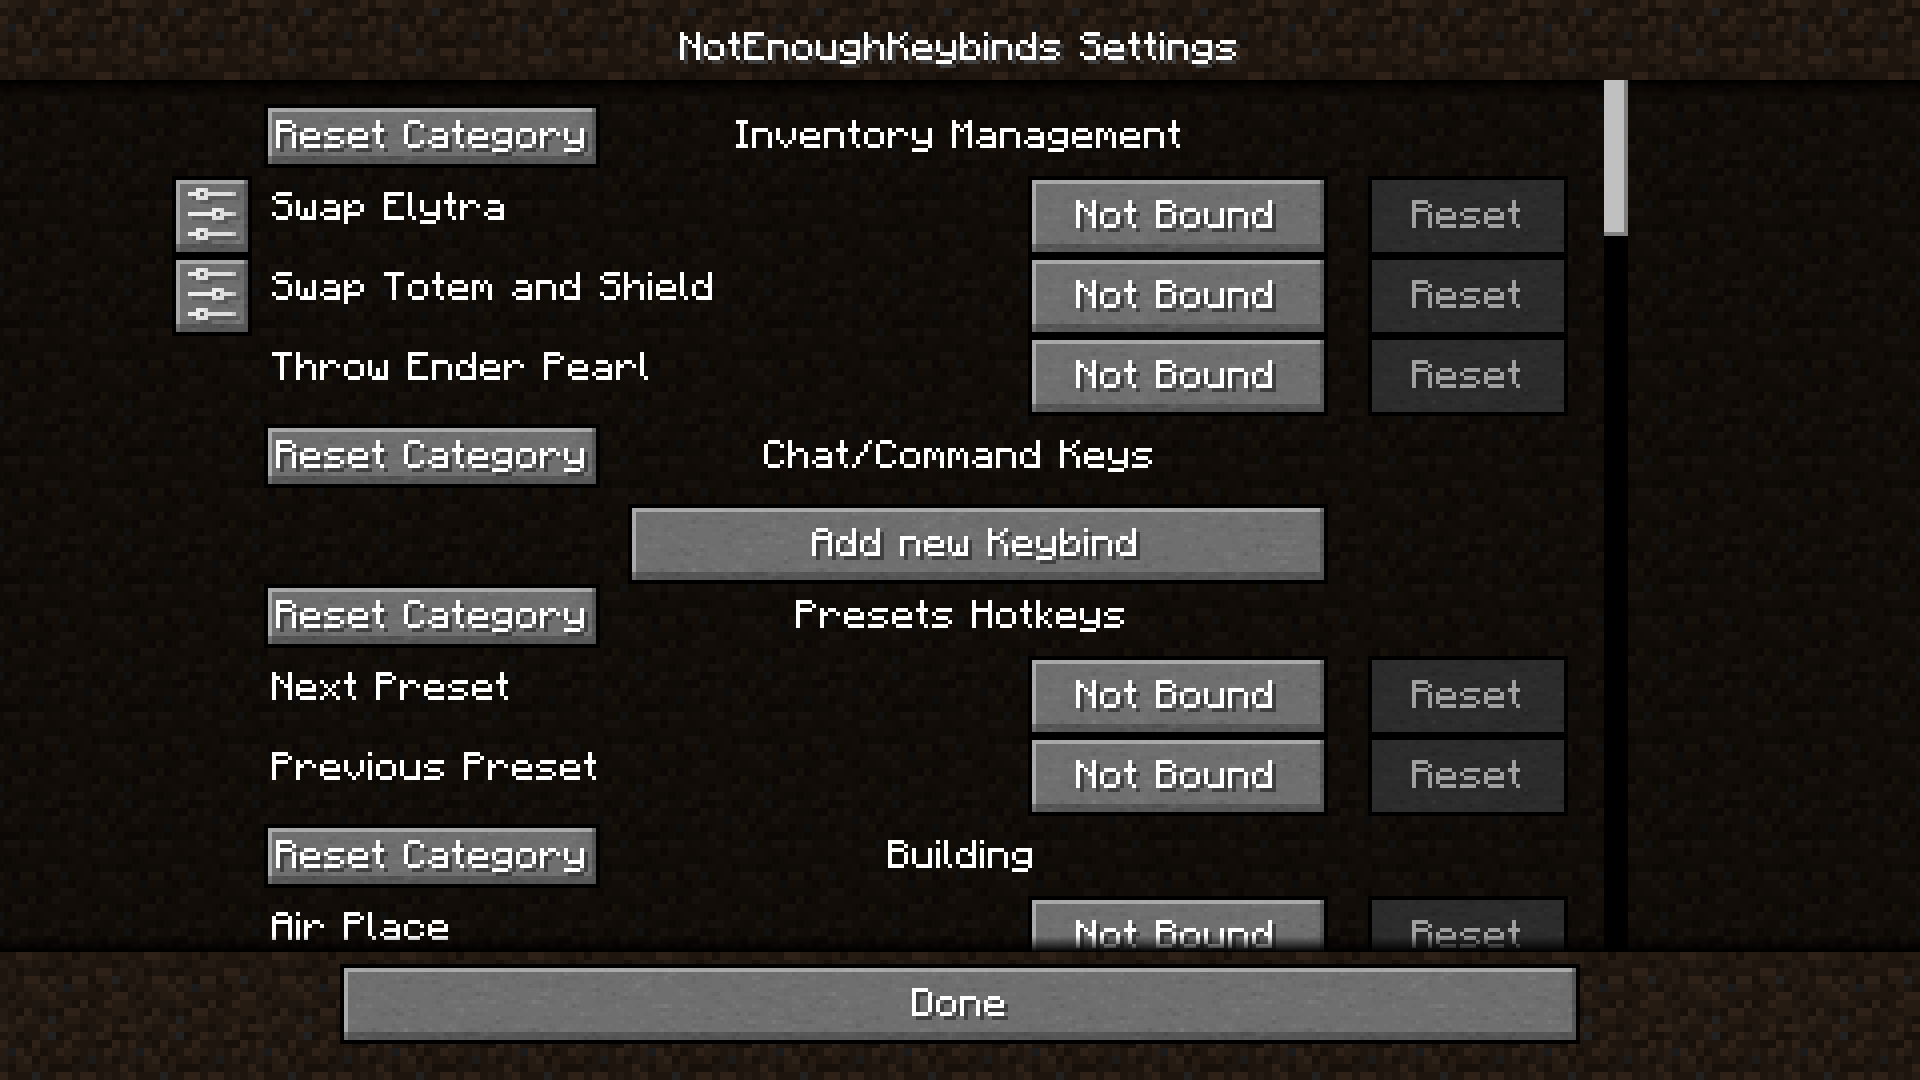 NotEnoughKeybinds Settings
Reset Category Inventory Management
Swap Elytra Not Bound Reset
Swap Totem and Shield Not Bound Reset
Throw Ender Pearl Not Bound Reset
Reset Category Chat/Command Keys
Add new Keybind
Reset Category Presets Hotkeys
Next Preset Not Bound Reset
Previous Preset Not Bound Reset
Reset Category Building
Air Place Not Bound Reset
Done